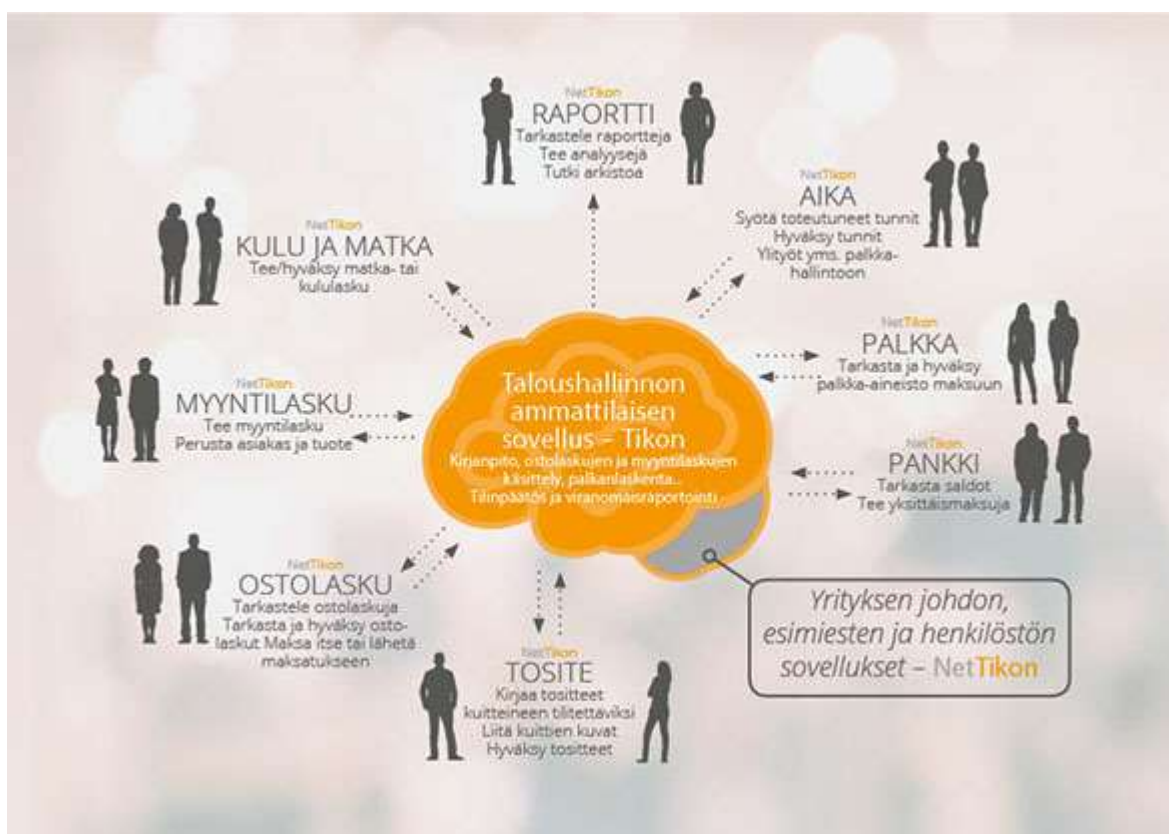 NetTikon
RAPORTTI
Tarkastele raportteja
Tee analyysejä
Tutki arkistoa
NetTikon
AIKA
Syötä toteutuneet tunnit
Hyväksy tunnit
Ylityöt yms. palkka-
hallintoon
NetTikon
KULU JA MATKA
Tee/hyväksy matka- tai
kululasku
NetTikon
PALKKA
Tarkasta ja hyväksy
palkka-aineisto maksuun
NetTikon
MYYNTILASKU
Tee myyntilasku
Perusta asiakas ja tuote
Taloushallinnon
ammattilaisen
sovellus – Tikon
Kirjanpito, ostolaskujen ja myyntilaskujen
käsittely, palkanlaskenta...
Tilinpäätös ja viranomaisraportointi
NetTikon
PANKKI
Tarkasta saldot
Tee yksittäismaksuja
NetTikon
OSTOLASKU
Tarkastele ostolaskuja
Tarkasta ja hyväksy osto-
laskut Maksa itse tai lähetä
maksatukseen
NetTikon
TOSITE
Kirjaa tositteet
kuitteineen tilitettäviksi
Liitä kuittien kuvat
Hyväksy tositteet
Yrityksen johdon,
esimiesten ja henkilöstön
sovellukset – NetTikon